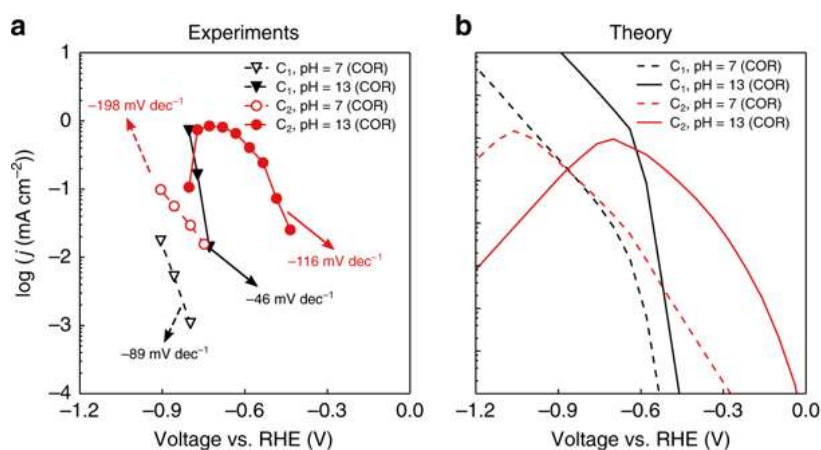 a
Experiments
C₁, pH = 7 (COR)
C₁, pH = 13 (COR)
C₂, pH = 7 (COR)
C₂, pH = 13 (COR)
−198 mV dec⁻¹
−116 mV dec⁻¹
−46 mV dec⁻¹
−89 mV dec⁻¹
log (j (mA cm⁻²))
1
0
−1
−2
−3
−4
−1.2 −0.9 −0.6 −0.3 0.0
Voltage vs. RHE (V)
b
Theory
C₁, pH = 7 (COR)
C₁, pH = 13 (COR)
C₂, pH = 7 (COR)
C₂, pH = 13 (COR)
−1.2 −0.9 −0.6 −0.3 0.0
Voltage vs. RHE (V)